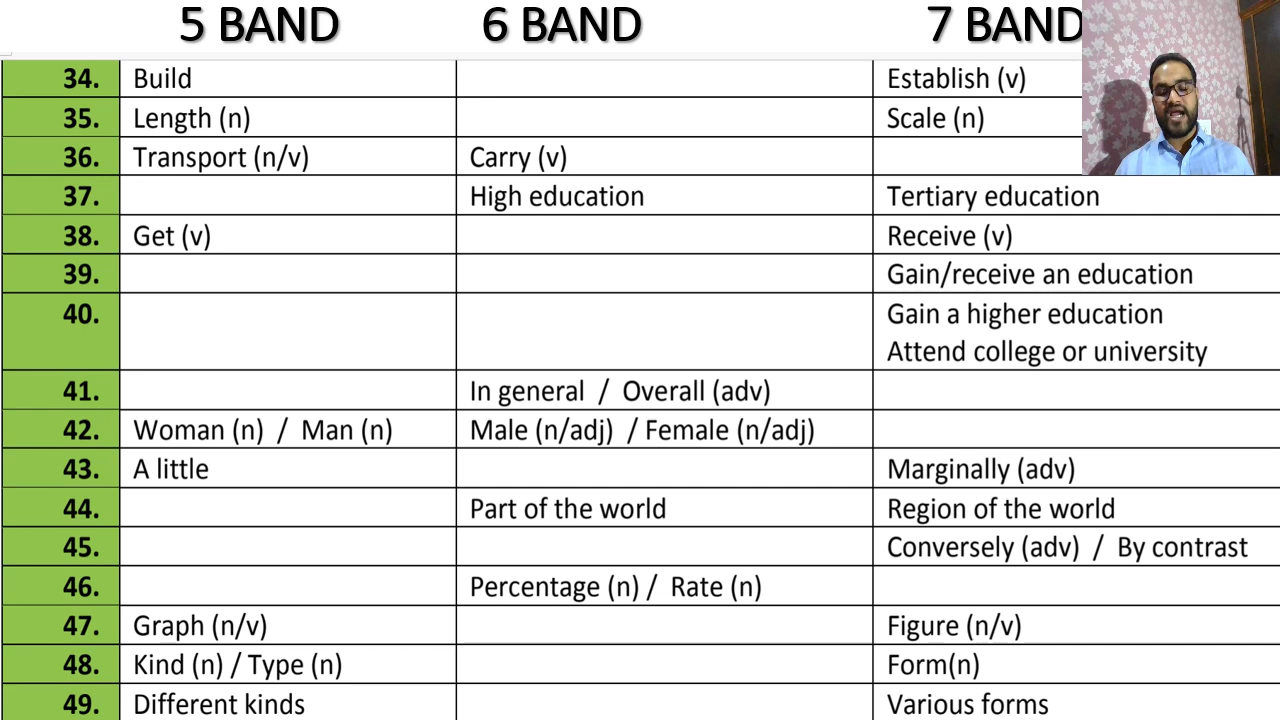 5 BAND 6 BAND 7 BAND
34. Build Establish (v)
35. Length (n) Scale (n)
36. Transport (n/v) Carry (v)
37. High education Tertiary education
38. Get (v) Receive (v)
39. Gain/receive an education
40. Gain a higher education
Attend college or university
41. In general / Overall (adv)
42. Woman (n) / Man (n) Male (n/adj) / Female (n/adj)
43. A little Marginally (adv)
44. Part of the world Region of the world
45. Conversely (adv) / By contrast
46. Percentage (n) / Rate (n)
47. Graph (n/v) Figure (n/v)
48. Kind (n) / Type (n) Form(n)
49. Different kinds Various forms